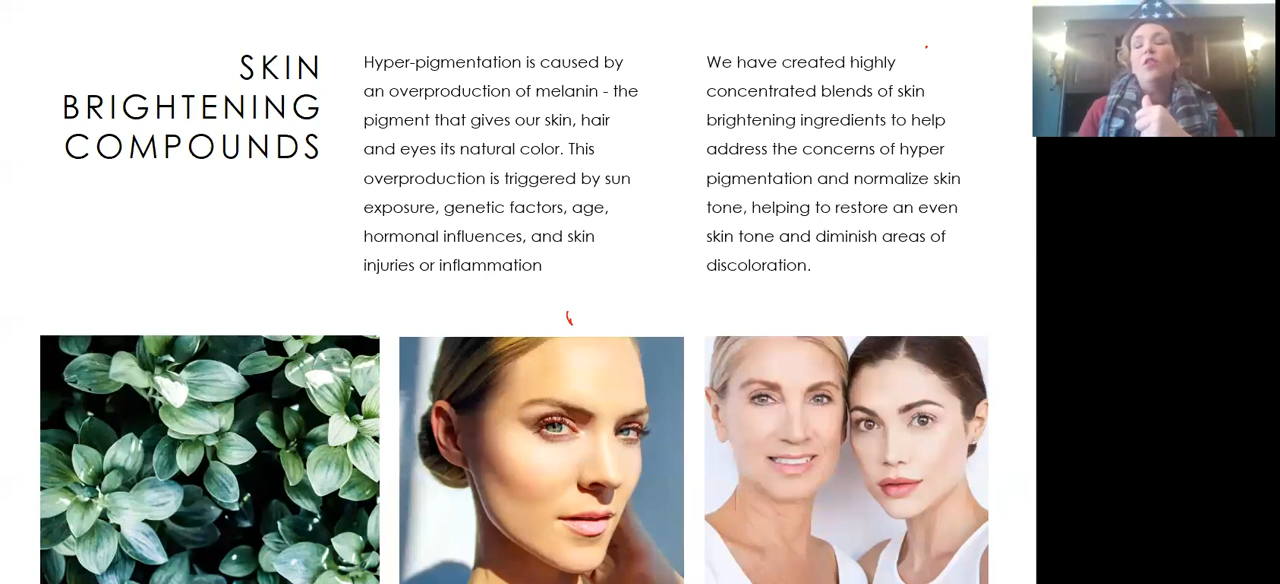 SKIN
BRIGHTENING
COMPOUNDS
Hyper-pigmentation is caused by
an overproduction of melanin - the
pigment that gives our skin, hair
and eyes its natural color. This
overproduction is triggered by sun
exposure, genetic factors, age,
hormonal influences, and skin
injuries or inflammation
We have created highly
concentrated blends of skin
brightening ingredients to help
address the concerns of hyper
pigmentation and normalize skin
tone, helping to restore an even
skin tone and diminish areas of
discoloration.